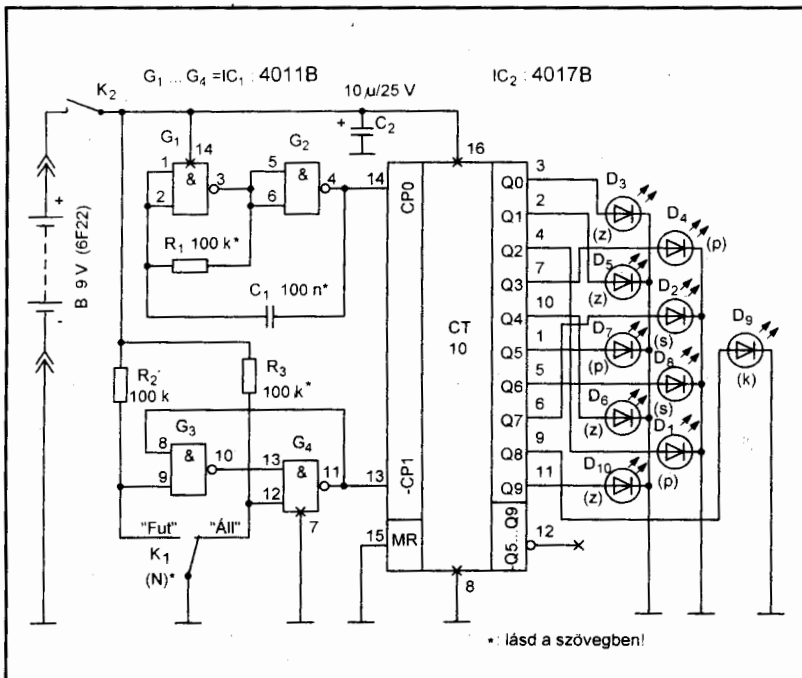 G₁ ... G₄ =IC₁ : 4011B
IC₂ : 4017B
K₂
10 µ/25 V
+ C₂
G₁
14
G₂
16
1
2
&
3
5
6
&
4
14
R₁ 100 k*
C₁ 100 n*
B 9 V (6F22)
+
-
CP0
CT
10
-CP1
MR
Q0
Q1
Q2
Q3
Q4
Q5
Q6
Q7
Q8
Q9
Q5...Q9
3
2
4
7
10
1
5
6
9
11
12
D₃
(z)
D₄
(p)
D₅
(z)
D₂
(s)
D₇
(p)
D₈
(s)
D₆
(z)
D₁
(p)
D₁₀
(z)
D₉
(k)
R₂
100 k
R₃
100 k*
G₃
8
9
&
10
G₄
13
12
&
11
7
13
15
8
"Fut"
"Áll"
K₁
(N)*
*: lásd a szövegben!